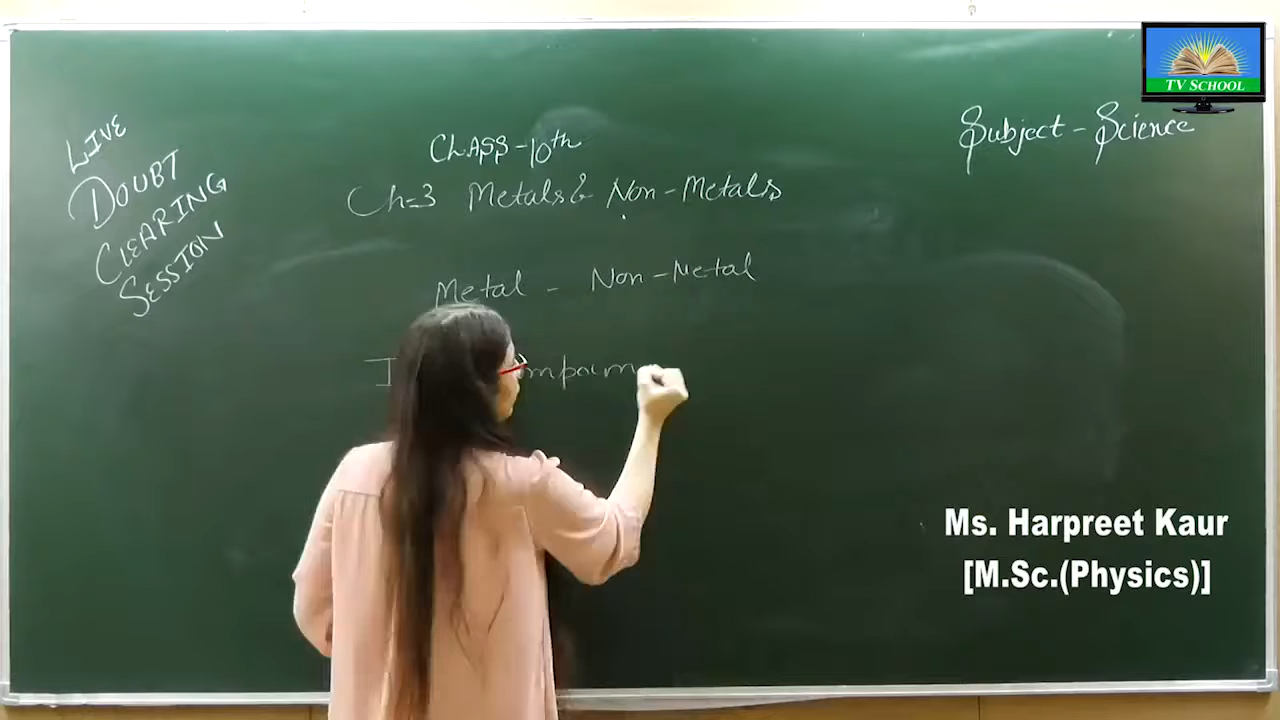 LIVE
DOUBT
CLEARING
SESSION
CLASS-10th
Ch=3 Metals & Non-Metals
Subject - Science
Metal - Non-Metal
TV SCHOOL
Ms. Harpreet Kaur
[M.Sc.(Physics)]